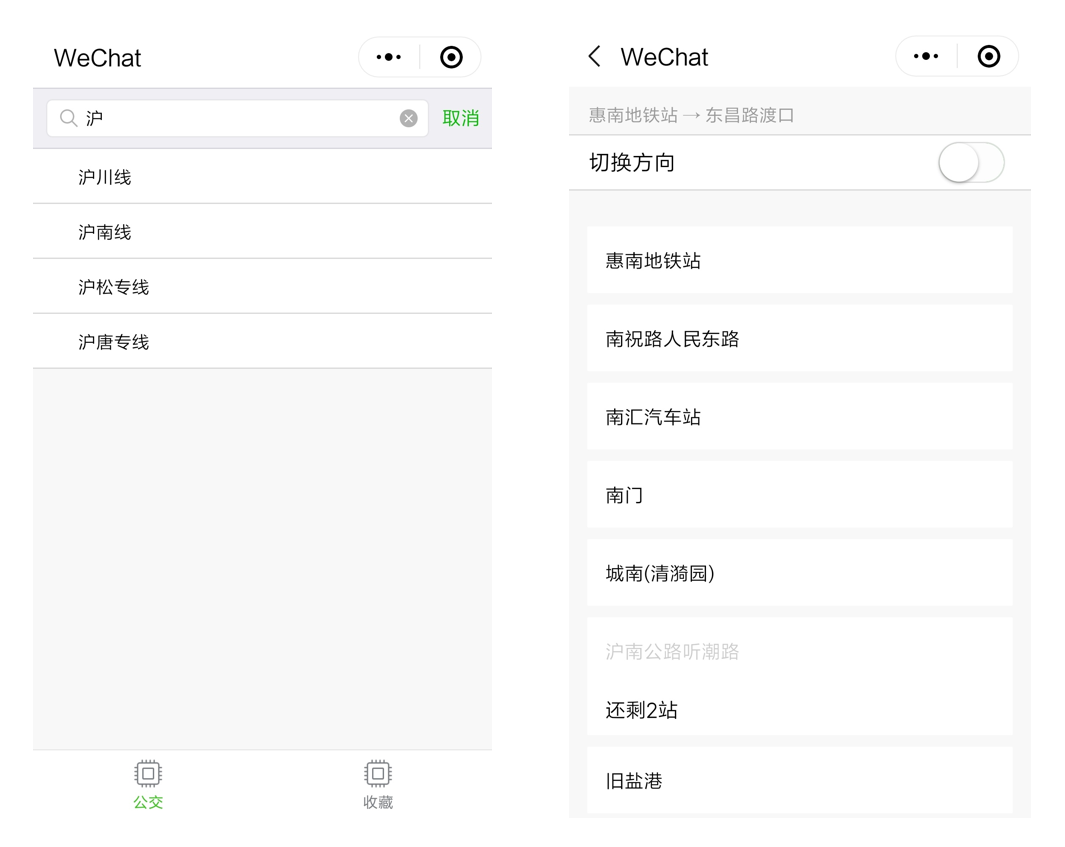 WeChat
沪
取消
沪川线
沪南线
沪松专线
沪唐专线
公交
收藏
WeChat
惠南地铁站→东昌路渡口
切换方向
惠南地铁站
南祝路人民东路
南汇汽车站
南门
城南(清漪园)
沪南公路听潮路
还剩2站
旧盐港